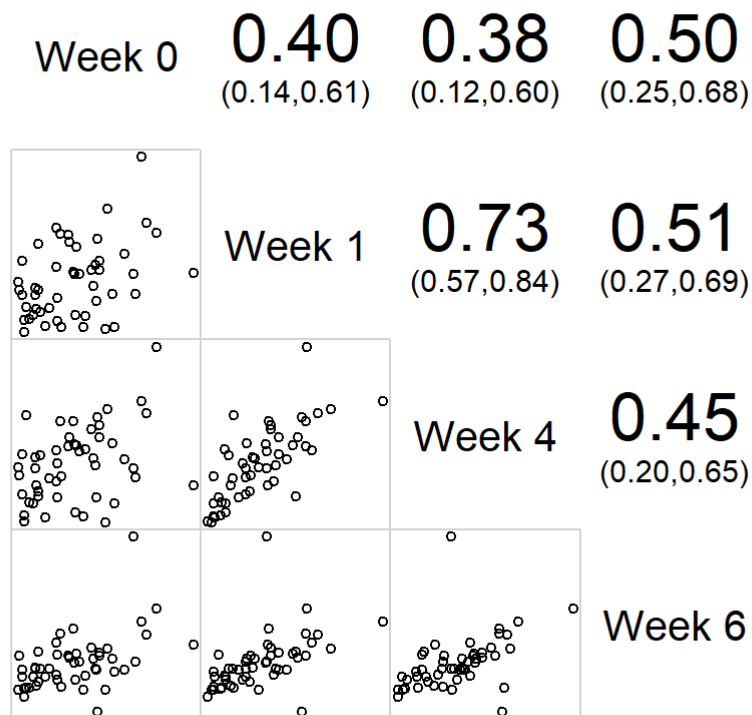 Week 0 0.40 0.38 0.50
(0.14,0.61) (0.12,0.60) (0.25,0.68)
Week 1 0.73 0.51
(0.57,0.84) (0.27,0.69)
Week 4 0.45
(0.20,0.65)
Week 6